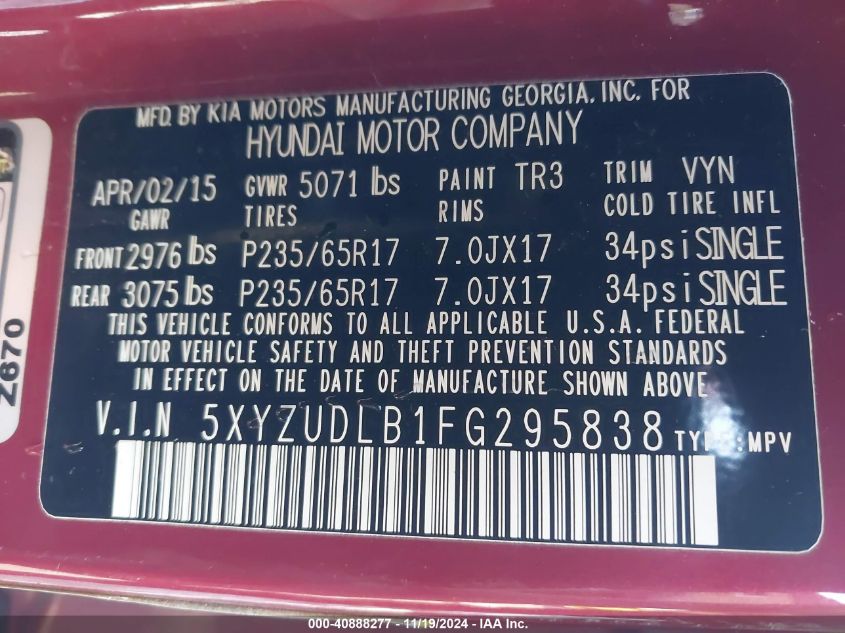 MFD. BY KIA MOTORS MANUFACTURING GEORGIA, INC. FOR
HYUNDAI MOTOR COMPANY
APR/02/15 GVWR 5071 lbs PAINT TR3 TRIM VYN
GAWR TIRES RIMS COLD TIRE INFL
FRONT 2976 lbs P235/65R17 7.0JX17 34psi SINGLE
REAR 3075 lbs P235/65R17 7.0JX17 34psi SINGLE
THIS VEHICLE CONFORMS TO ALL APPLICABLE U.S.A. FEDERAL
MOTOR VEHICLE SAFETY AND THEFT PREVENTION STANDARDS
IN EFFECT ON THE DATE OF MANUFACTURE SHOWN ABOVE
V.I.N 5XYZUDLB1FG295838 TYPE:MPV
Z670
000-40888277 - 11/19/2024 - IAA Inc.